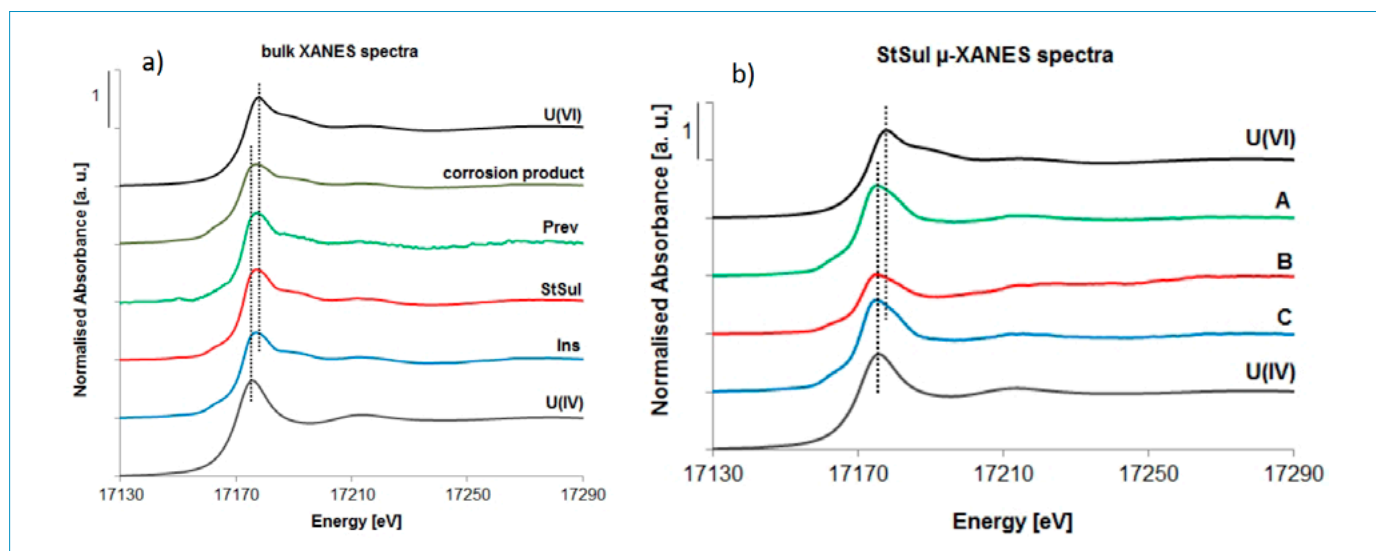 a)
bulk XANES spectra
1
U(VI)
corrosion product
Prev
StSul
Ins
U(IV)
Normalised Absorbance [a. u.]
17130 17170 17210 17250 17290
Energy [eV]
b)
StSul µ-XANES spectra
1
U(VI)
A
B
C
U(IV)
Normalised Absorbance [a. u.]
17130 17170 17210 17250 17290
Energy [eV]